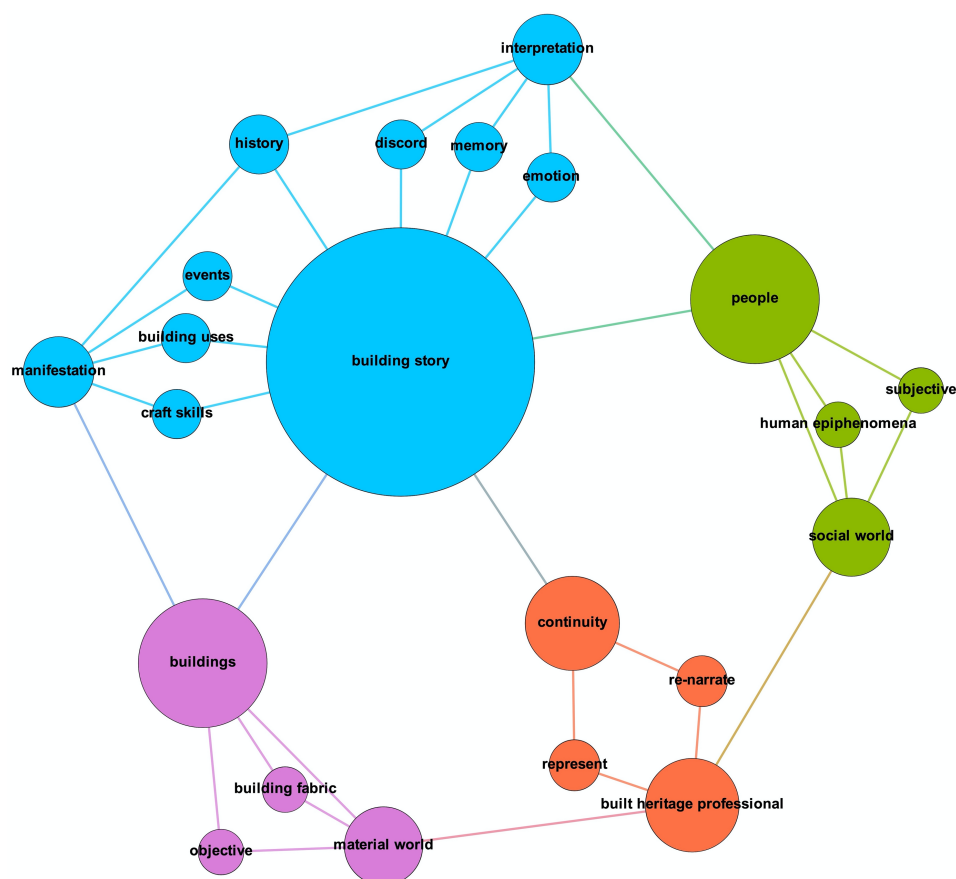 interpretation
history
discord
memory
emotion
events
people
building uses
building story
manifestation
subjective
craft skills
human epiphenomena
social world
continuity
buildings
re-narrate
represent
building fabric
built heritage professional
material world
objective